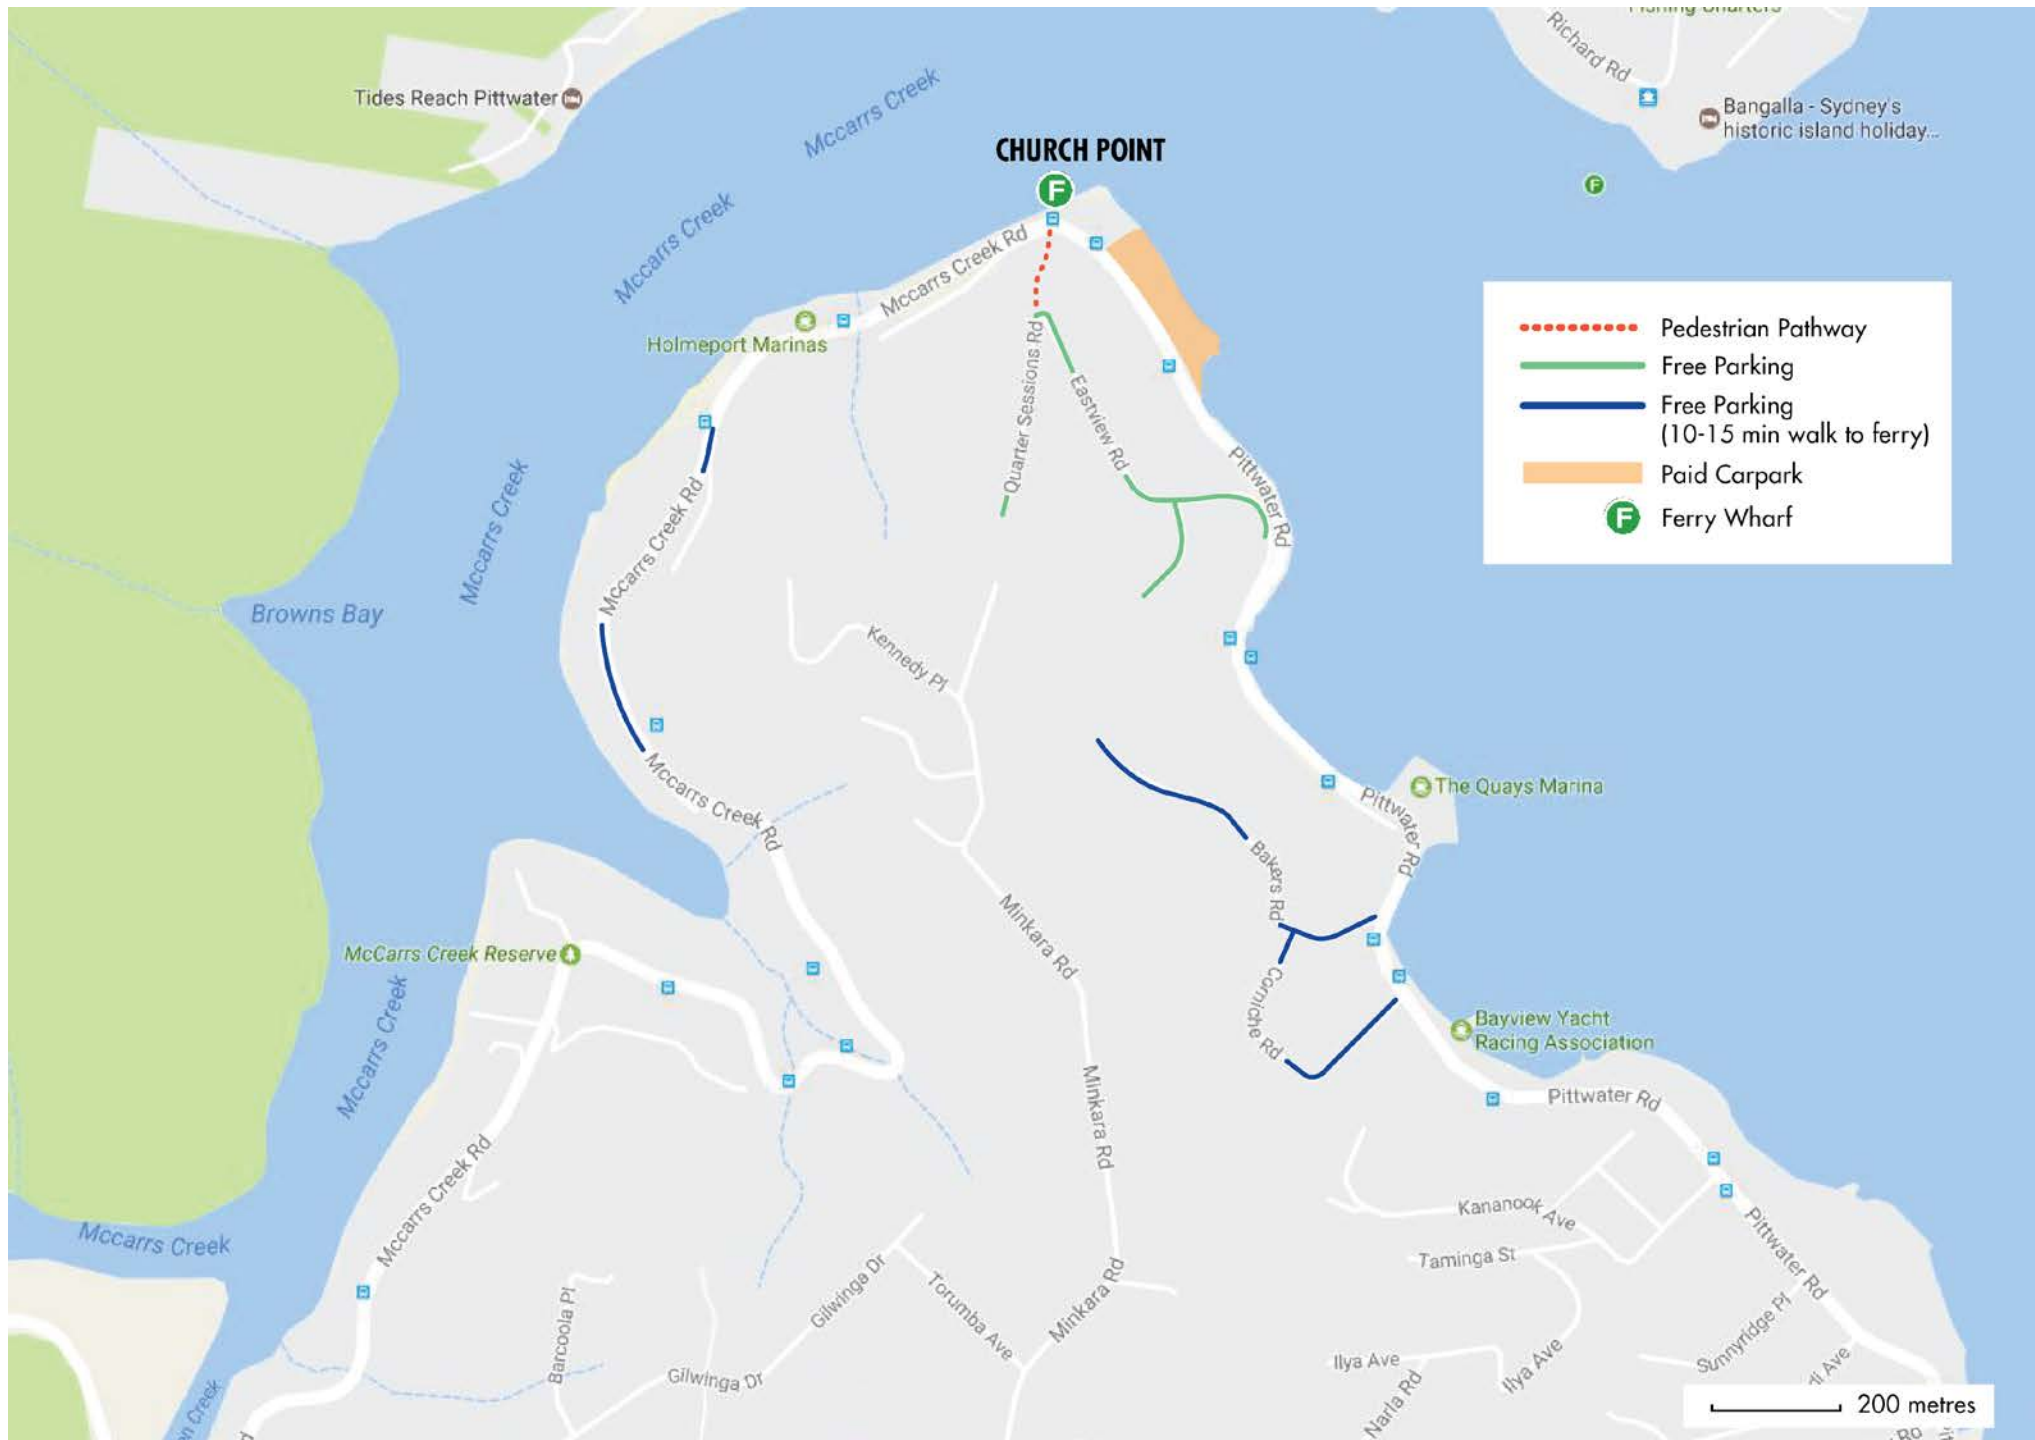 Fishing Charters
Richard Rd
Tides Reach Pittwater
Mccarrs Creek
Bangalla - Sydney's
historic island holiday...
CHURCH POINT
F
F
Mccarrs Creek
Mccarrs Creek Rd
Holmeport Marinas
Pedestrian Pathway
Free Parking
Free Parking
(10-15 min walk to ferry)
Paid Carpark
F
Ferry Wharf
Quarter Sessions Rd
Eastview Rd
Pittwater Rd
Mccarrs Creek
Mccarrs Creek Rd
Browns Bay
Kennedy Pl
Mccarrs Creek Rd
The Quays Marina
Pittwater Rd
Bakers Rd
Minkara Rd
McCarrs Creek Reserve
Mccarrs Creek
Corniche Rd
Bayview Yacht
Racing Association
Minkara Rd
Pittwater Rd
Mccarrs Creek Rd
Mccarrs Creek
Kananook Ave
Taminga St
Pittwater Rd
Gilwinga Dr
Torumba Ave
Minkara Rd
Barcoola Pl
Gilwinga Dr
Sunnyridge Pl
Ilya Ave
Ilya Ave
Narla Rd
Ave
Creek
200 metres